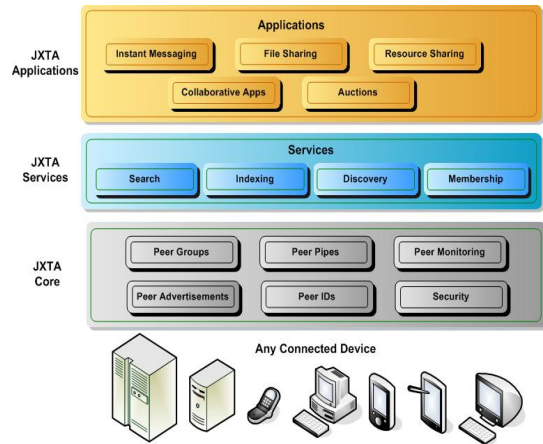 Applications
JXTA
Applications
Instant Messaging
File Sharing
Resource Sharing
Collaborative Apps
Auctions
JXTA
Services
Services
Search
Indexing
Discovery
Membership
JXTA
Core
Peer Groups
Peer Pipes
Peer Monitoring
Peer Advertisements
Peer IDs
Security
Any Connected Device